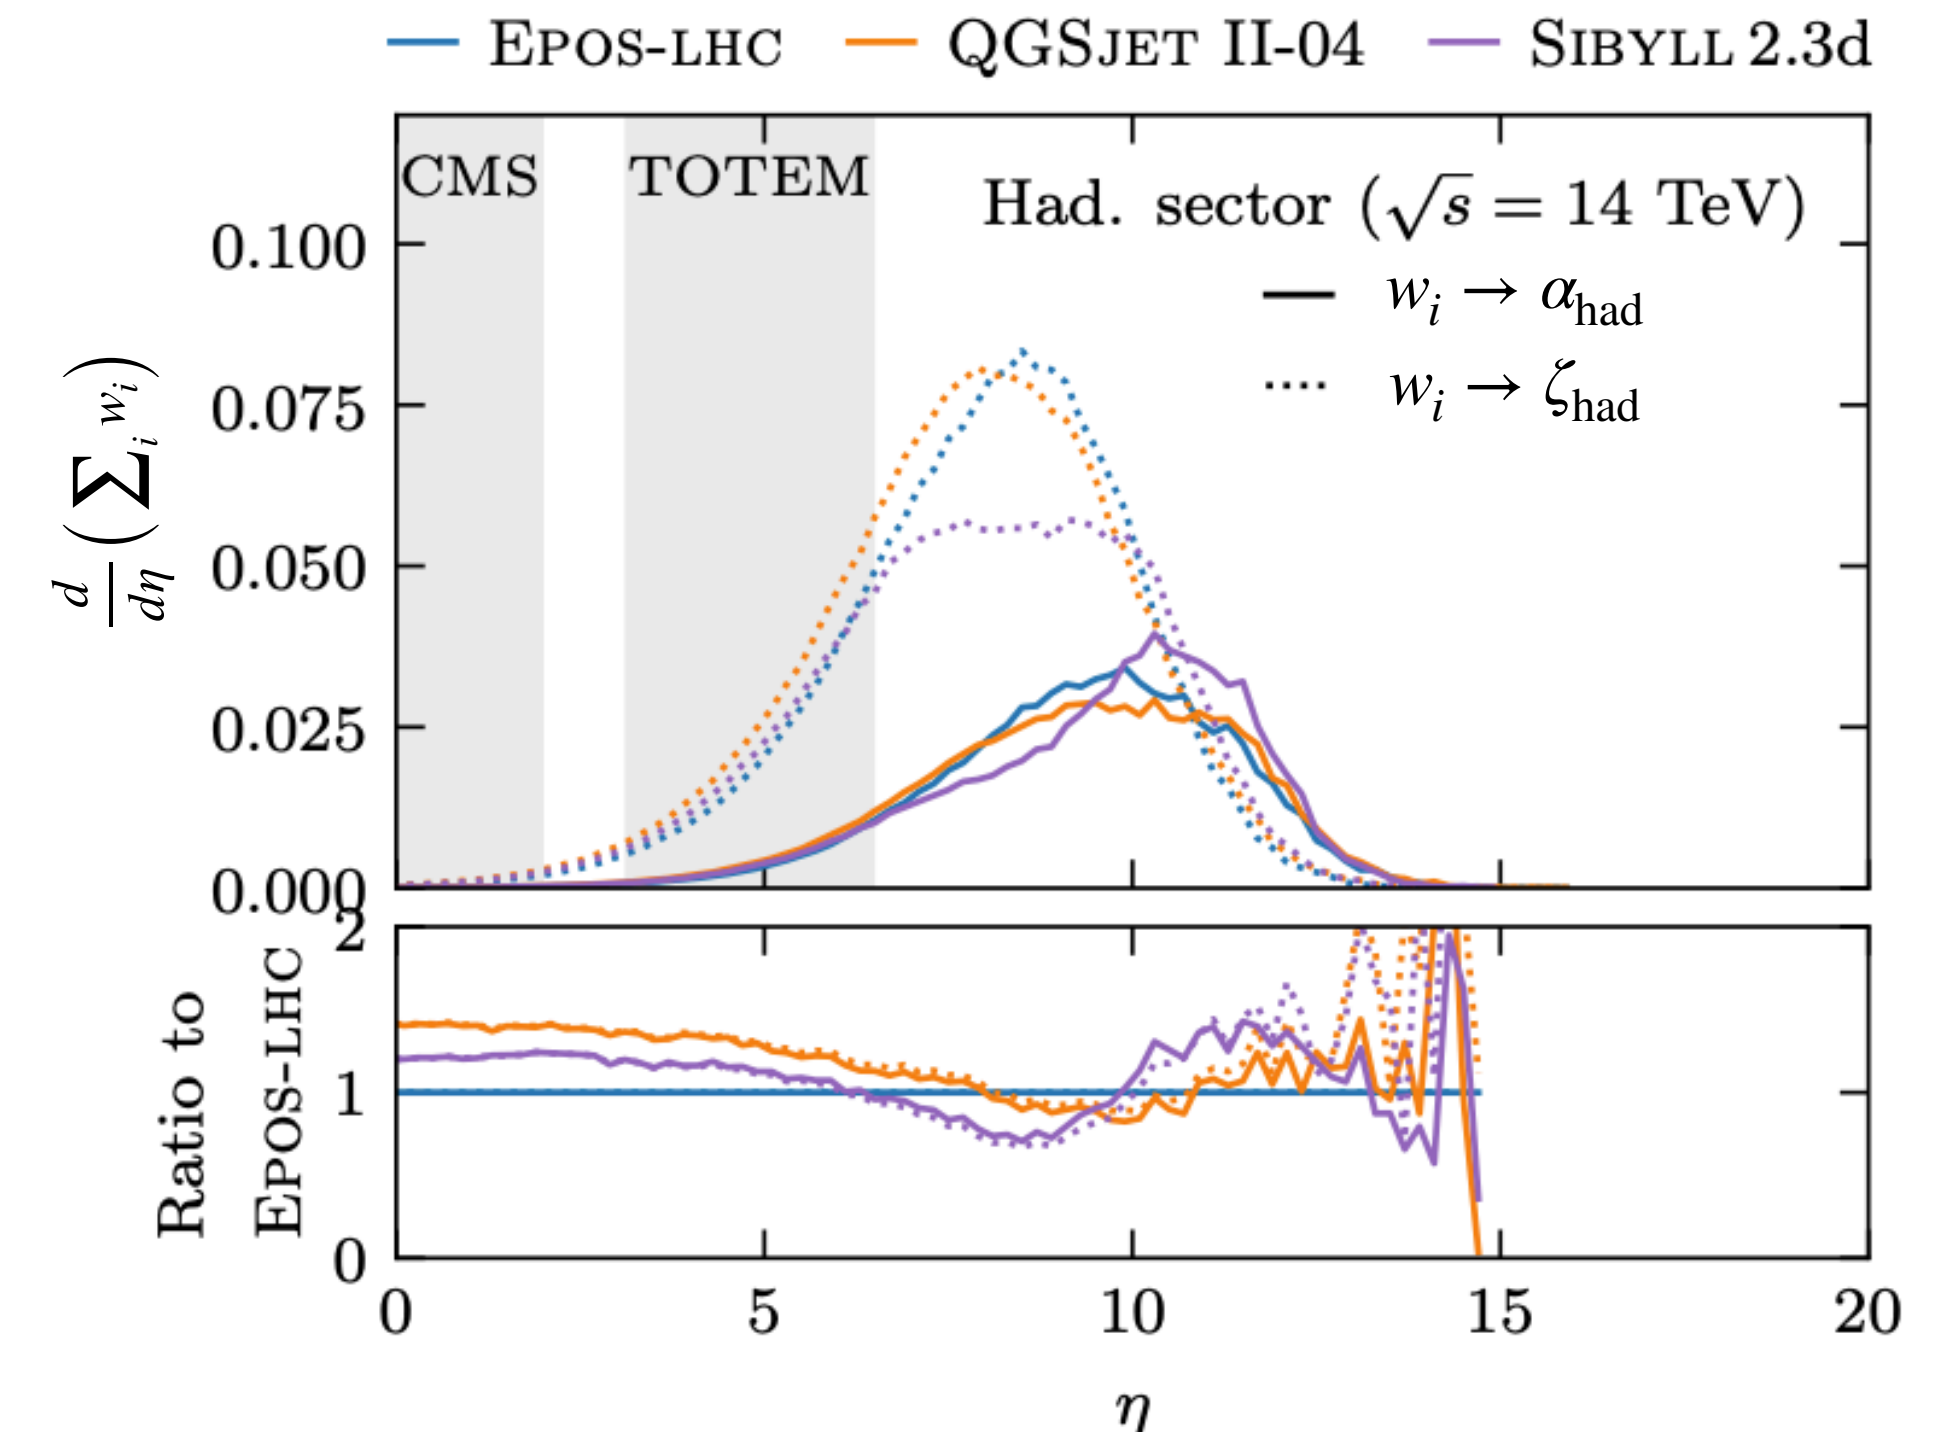 EPOS-LHC QGSJET II-04 SIBYLL 2.3d
CMS TOTEM
Had. sector (√s = 14 TeV)
w_i → α_had
w_i → ζ_had
d/dη (∑_i w_i)
0.100
0.075
0.050
0.025
0.000
2
1
0
Ratio to
EPOS-LHC
0 5 10 15 20
η